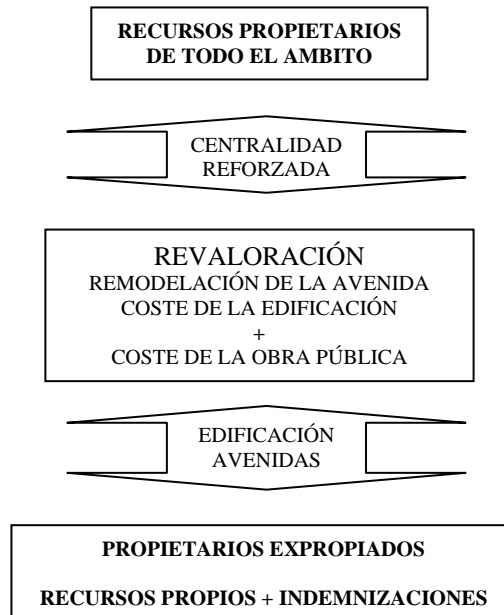 RECURSOS PROPIETARIOS
DE TODO EL AMBITO
CENTRALIDAD
REFORZADA
REVALORACIÓN
REMODELACIÓN DE LA AVENIDA
COSTE DE LA EDIFICACIÓN
+
COSTE DE LA OBRA PÚBLICA
EDIFICACIÓN
AVENIDAS
PROPIETARIOS EXPROPIADOS
RECURSOS PROPIOS + INDEMNIZACIONES